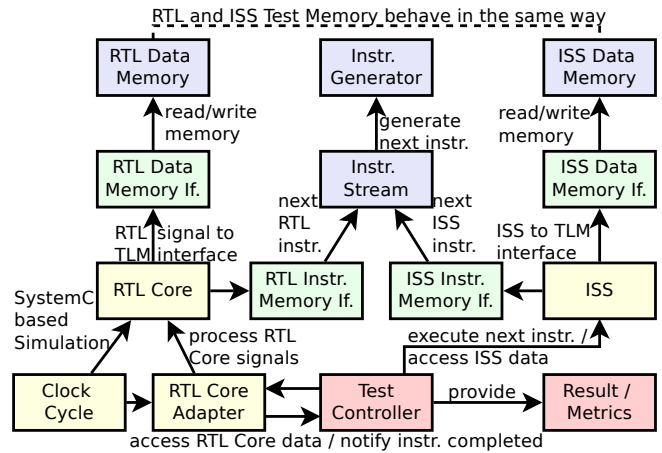 RTL and ISS Test Memory behave in the same way
RTL Data
Memory
Instr.
Generator
ISS Data
Memory
read/write
memory
generate
next instr.
read/write
memory
RTL Data
Memory If.
Instr.
Stream
ISS Data
Memory If.
RTL signal to
TLM interface
next
RTL
instr.
next
ISS
instr.
ISS to TLM
interface
SystemC
based
Simulation
RTL Core
RTL Instr.
Memory If.
ISS Instr.
Memory If.
ISS
process RTL
Core signals
execute next instr. /
access ISS data
Clock
Cycle
RTL Core
Adapter
Test
Controller
provide
Result /
Metrics
access RTL Core data / notify instr. completed